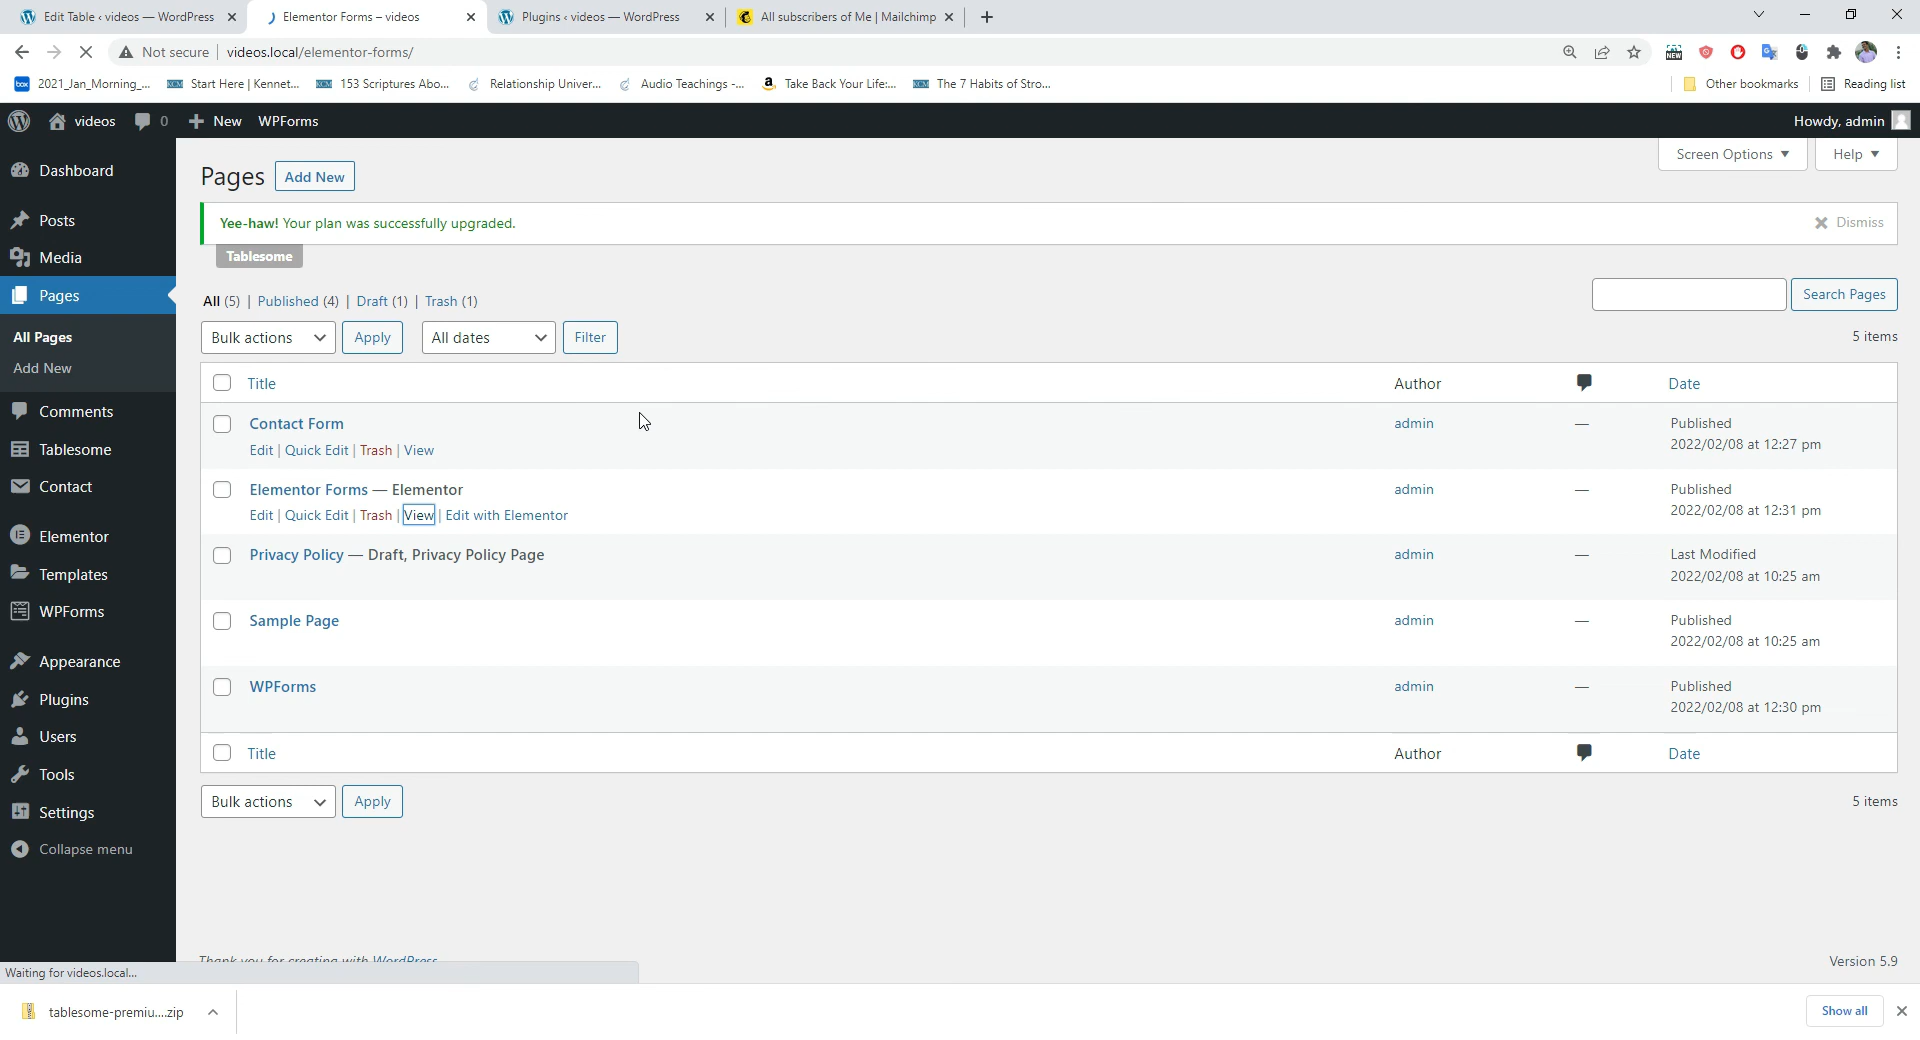 Edit Table ‹ videos — WordPress
Elementor Forms – videos
Plugins ‹ videos — WordPress
All subscribers of Me | Mailchimp
Not secure
videos.local/elementor-forms/
2021_Jan_Morning_...
Start Here | Kennet...
153 Scriptures Abo...
Relationship Univer...
Audio Teachings -...
Take Back Your Life:...
The 7 Habits of Stro...
Other bookmarks
Reading list
videos
0
New
WPForms
Howdy, admin
Dashboard
Posts
Media
Pages
All Pages
Add New
Comments
Tablesome
Contact
Elementor
Templates
WPForms
Appearance
Plugins
Users
Tools
Settings
Collapse menu
Screen Options
Help
Pages
Add New
Yee-haw! Your plan was successfully upgraded.
Dismiss
Tablesome
All (5) | Published (4) | Draft (1) | Trash (1)
Search Pages
Bulk actions
Apply
All dates
Filter
5 items
Title
Author
Date
Contact Form
Edit | Quick Edit | Trash | View
admin
—
Published
2022/02/08 at 12:27 pm
Elementor Forms — Elementor
Edit | Quick Edit | Trash | View | Edit with Elementor
admin
—
Published
2022/02/08 at 12:31 pm
Privacy Policy — Draft, Privacy Policy Page
admin
—
Last Modified
2022/02/08 at 10:25 am
Sample Page
admin
—
Published
2022/02/08 at 10:25 am
WPForms
admin
—
Published
2022/02/08 at 12:30 pm
Title
Author
Date
Bulk actions
Apply
5 items
Thank you for creating with WordPress
Version 5.9
Waiting for videos.local...
tablesome-premiu....zip
Show all